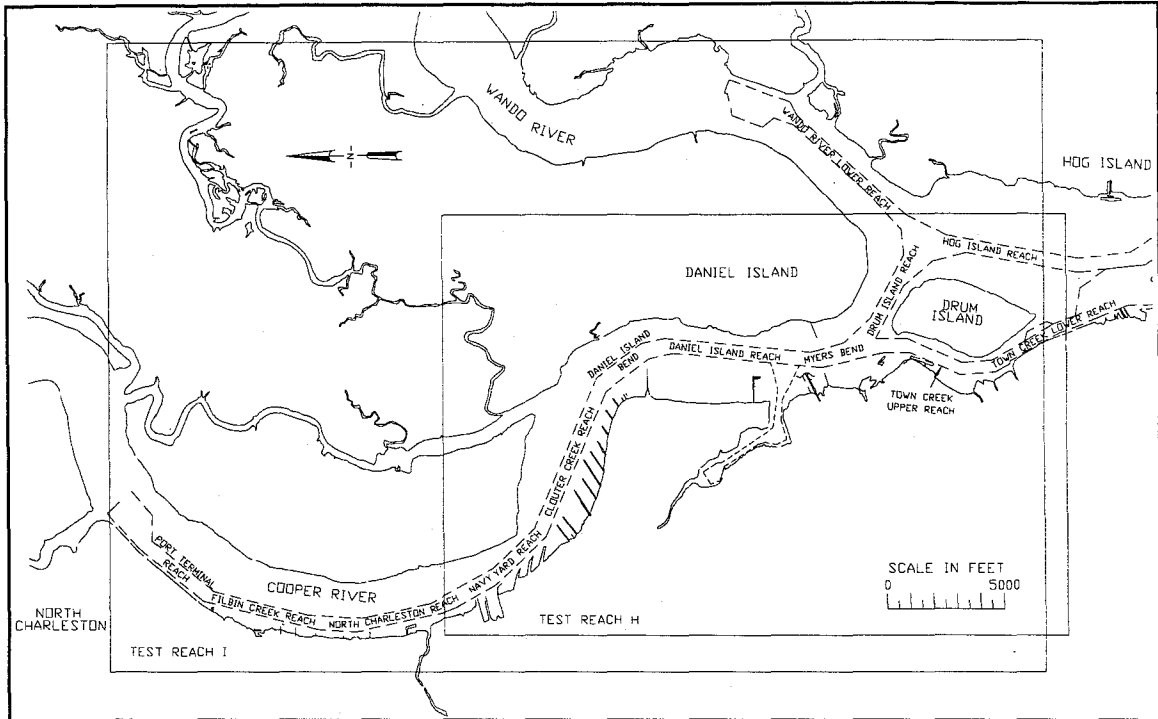 WANDO RIVER
WANDO RIVER LOWER REACH
HOG ISLAND
N
HOG ISLAND REACH
DANIEL ISLAND
DRUM ISLAND REACH
DRUM
ISLAND
DANIEL ISLAND
BEND
DANIEL ISLAND REACH
MYERS BEND
TOWN CREEK LOWER REACH
TOWN CREEK
UPPER REACH
CLOUTER CREEK REACH
PORT TERMINAL
REACH
COOPER RIVER
NAVY YARD REACH
FILBIN CREEK REACH
NORTH CHARLESTON REACH
SCALE IN FEET
0 5000
NORTH
CHARLESTON
TEST REACH H
TEST REACH I